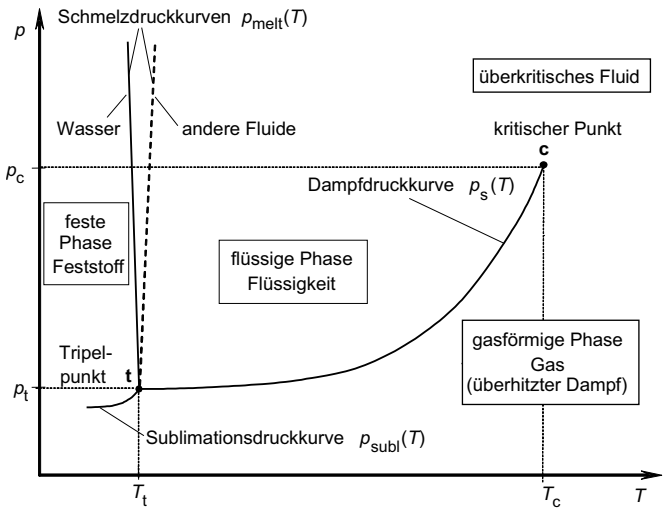 Schmelzdruckkurven p_melt(T)
p
überkritisches Fluid
Wasser
andere Fluide
kritischer Punkt
c
p_c
Dampfdruckkurve p_s(T)
feste
Phase
Feststoff
flüssige Phase
Flüssigkeit
gasförmige Phase
Gas
(überhitzter Dampf)
Tripel-
punkt
t
p_t
Sublimationsdruckkurve p_subl(T)
T_t
T_c
T